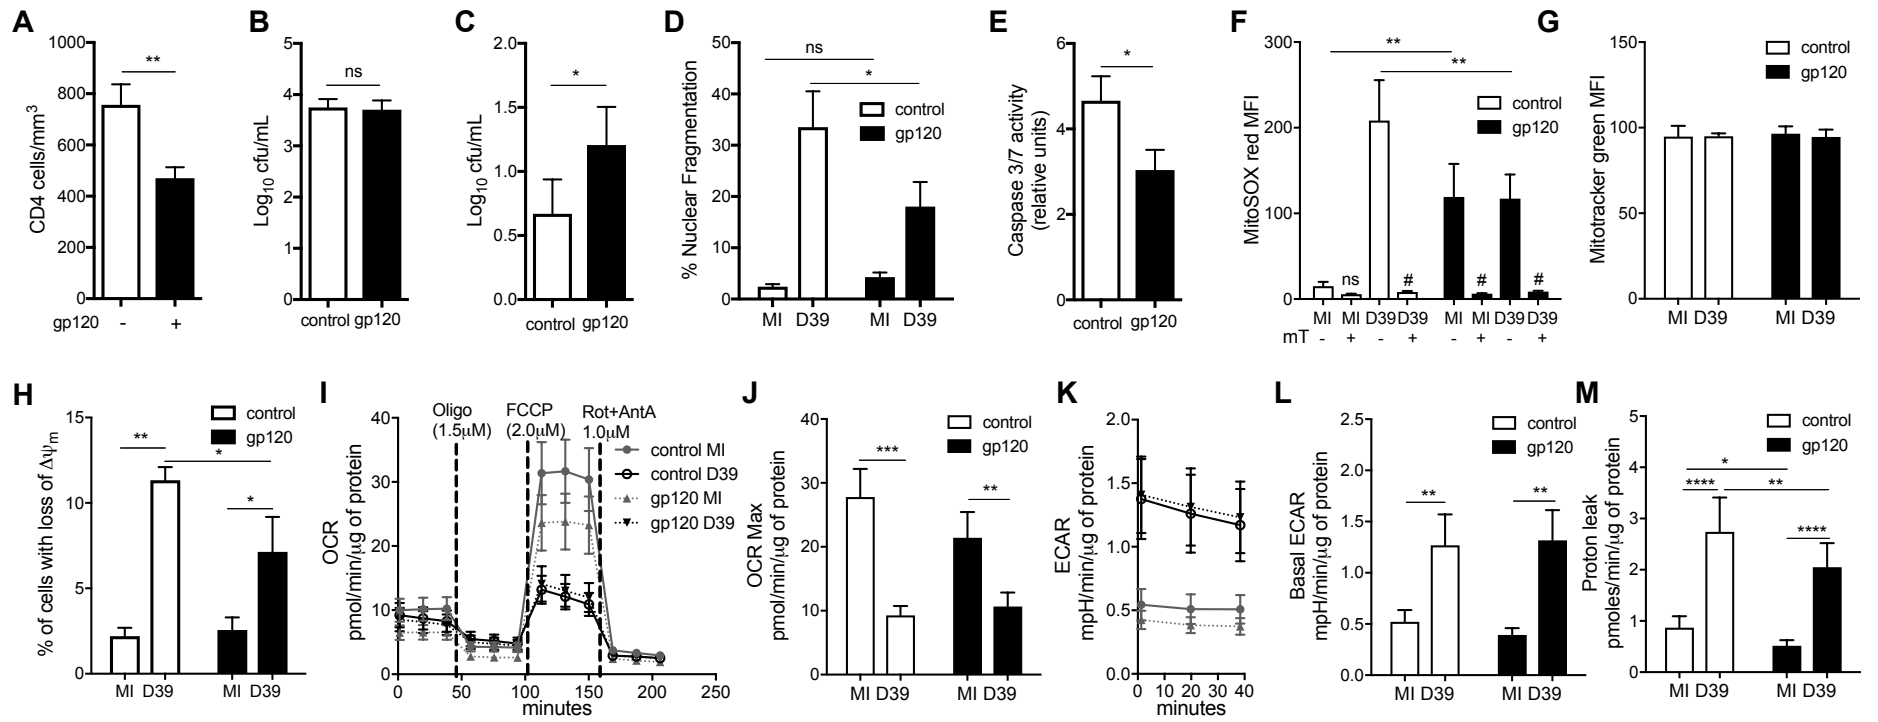 A
1000
800
600
400
200
0
CD4 cells/mm3
**
gp120 - +
B
5
4
3
2
1
0
Log10 cfu/mL
ns
control gp120
C
2.0
1.5
1.0
0.5
0.0
Log10 cfu/mL
*
control gp120
D
50
40
30
20
10
0
% Nuclear Fragmentation
ns
*
control
gp120
MI D39 MI D39
E
6
4
2
0
Caspase 3/7 activity
(relative units)
*
control gp120
F
300
200
100
0
MitoSOX red MFI
**
**
control
gp120
ns # # #
MI MI D39 D39 MI MI D39 D39
mT - + - + - + - +
G
150
100
50
0
Mitotracker green MFI
control
gp120
MI D39 MI D39
H
15
10
5
0
% of cells with loss of Δψm
control
gp120
**
*
*
MI D39 MI D39
I
40
30
20
10
0
OCR
pmol/min/μg of protein
Oligo
(1.5μM)
FCCP
(2.0μM)
Rot+AntA
1.0μM
control MI
control D39
gp120 MI
gp120 D39
0 50 100 150 200 250
minutes
J
40
30
20
10
0
OCR Max
pmol/min/μg of protein
control
gp120
***
**
MI D39 MI D39
K
2.0
1.5
1.0
0.5
0.0
ECAR
mpH/min/μg of protein
0 10 20 30 40
minutes
L
2.5
2.0
1.5
1.0
0.5
0.0
Basal ECAR
mpH/min/μg of protein
control
gp120
**
**
MI D39 MI D39
M
5
4
3
2
1
0
Proton leak
pmoles/min/μg of protein
control
gp120
*
**** **
****
MI D39 MI D39